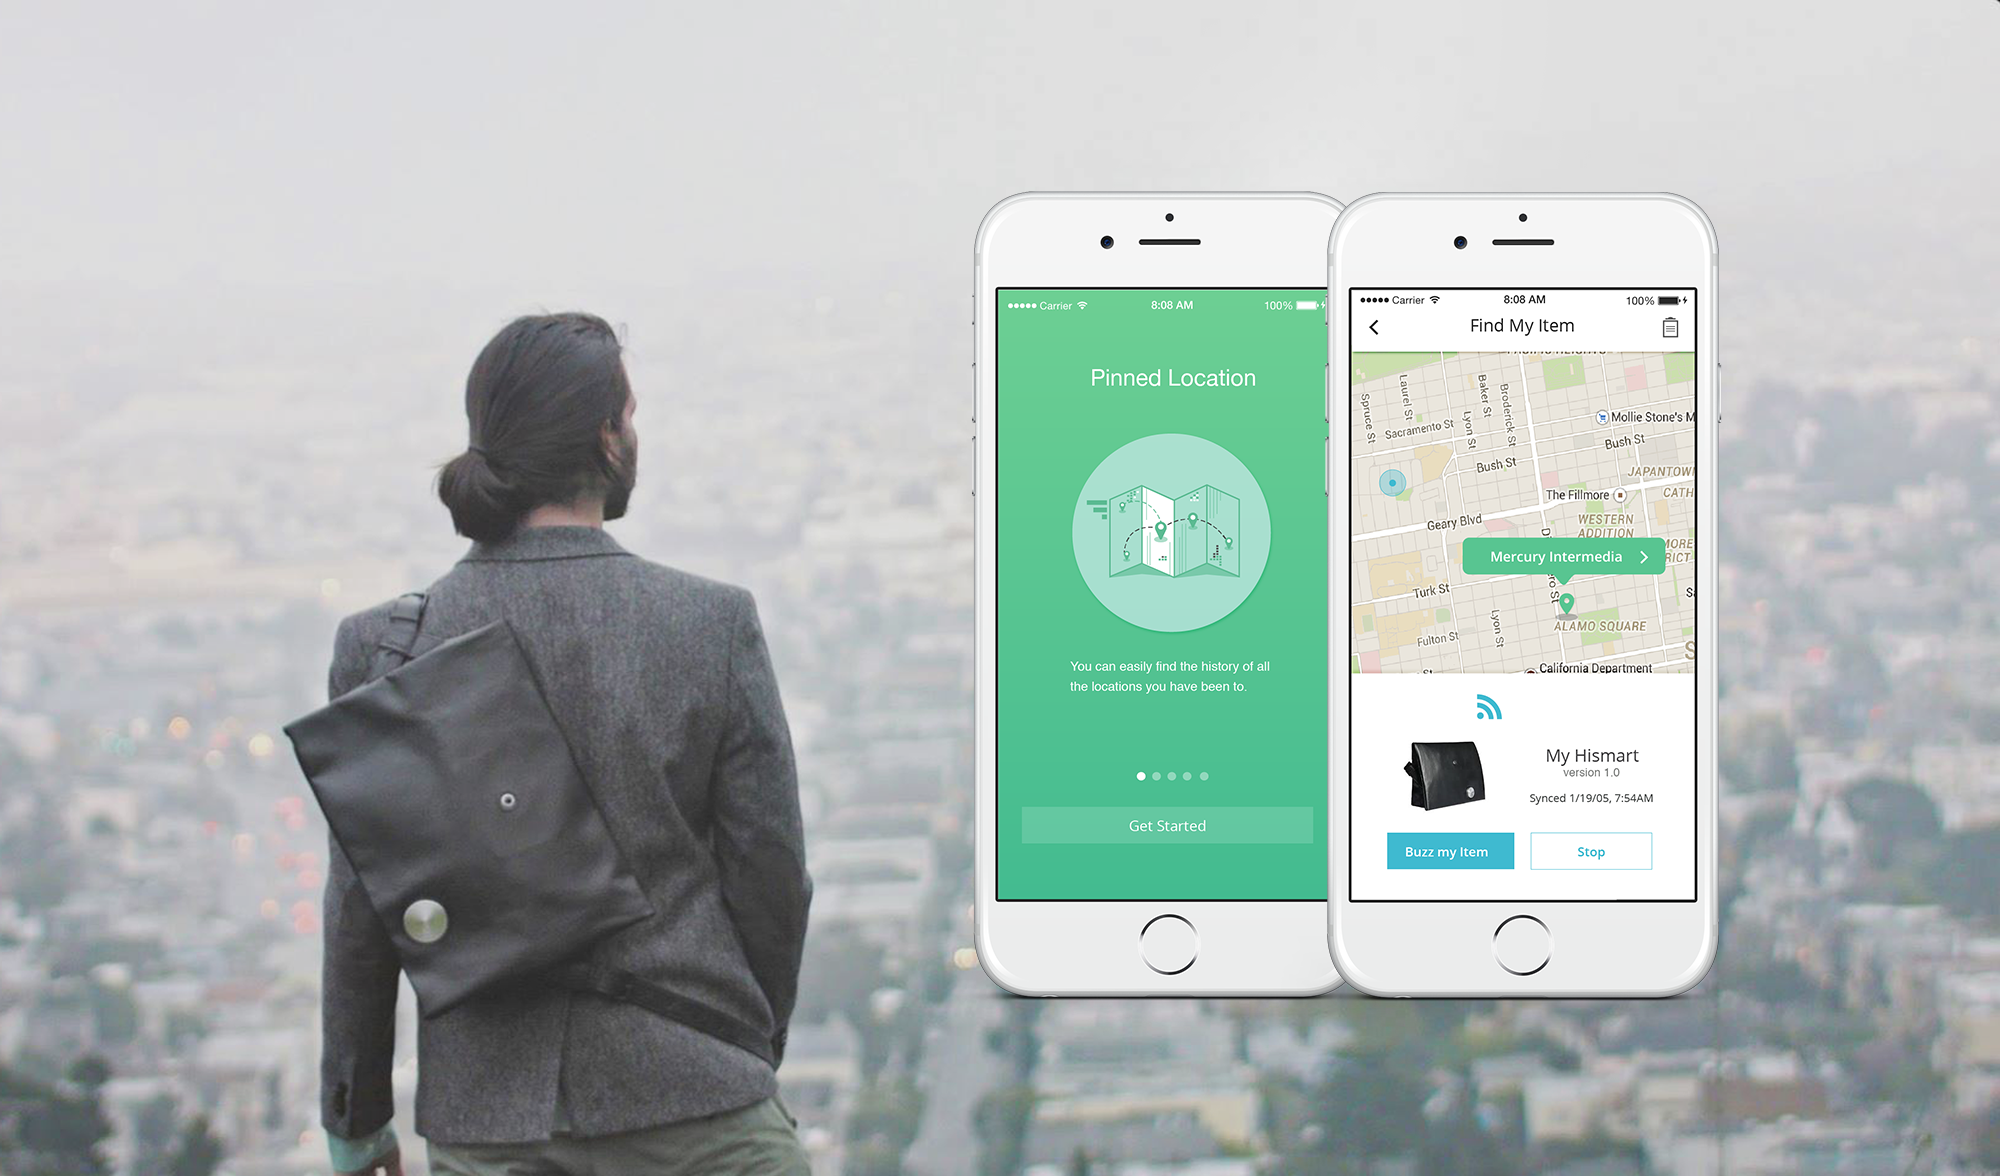 Carrier
8:08 AM
100%
Pinned Location
You can easily find the history of all
the locations you have been to.
Get Started
Carrier
8:08 AM
100%
Find My Item
Laurel St
Baker St
Broderick St
Spruce St
Sacramento St
Lyon St
Mollie Stone's M
Bush St
Bush St
JAPANTOW
The Fillmore
CATH
Geary Blvd
WESTERN
ADDITION
MORE
RICT
Mercury Intermedia
Turk St
ero St
Lyon St
Fulton St
ALAMO SQUARE
California Department
My Hismart
version 1.0
Synced 1/19/05, 7:54AM
Buzz my Item
Stop